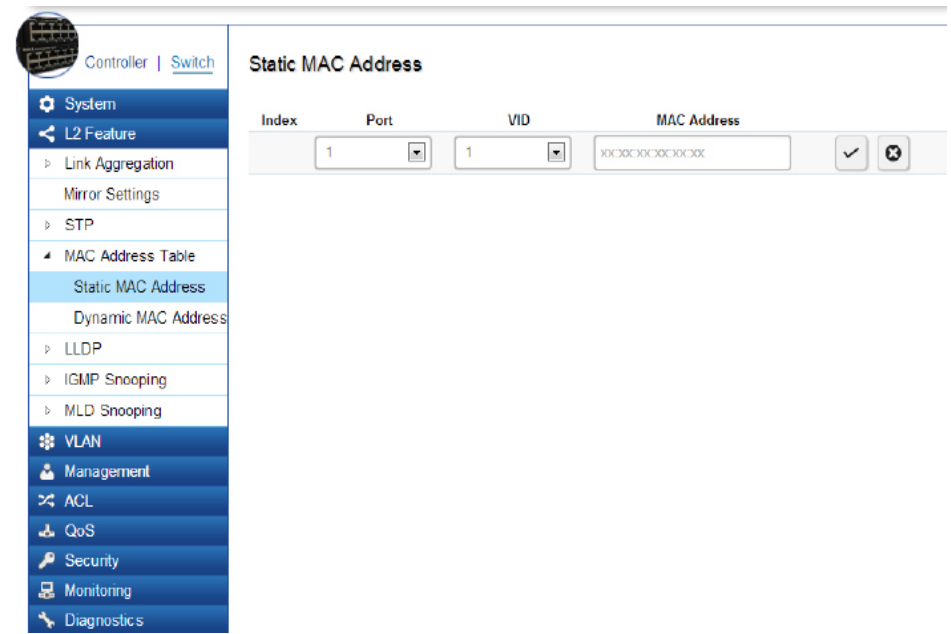 Controller | Switch
Static MAC Address
System
L2 Feature
Link Aggregation
Mirror Settings
STP
MAC Address Table
Static MAC Address
Dynamic MAC Address
LLDP
IGMP Snooping
MLD Snooping
VLAN
Management
ACL
QoS
Security
Monitoring
Diagnostics
Index Port VID MAC Address
1 1 xx:xx:xx:xx:xx:xx